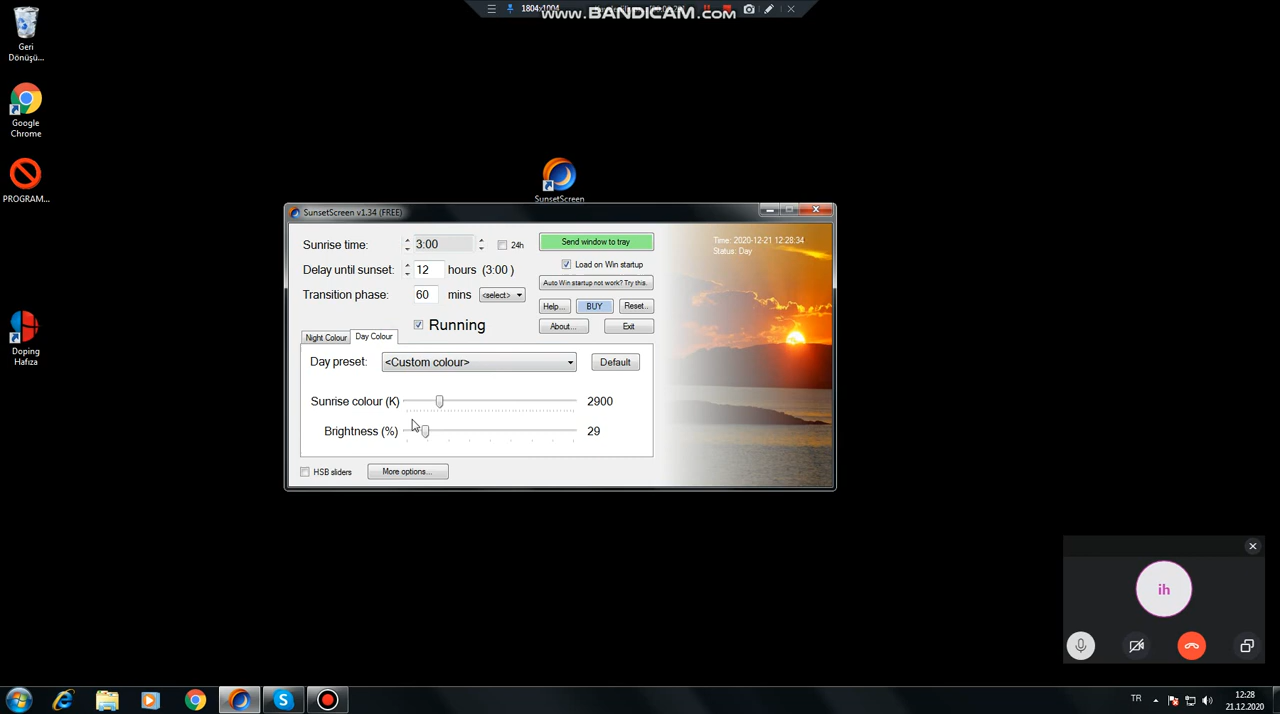 1804x1004
www.BANDICAM.com
Geri
Dönüşü...
Google
Chrome
PROGRAM...
Doping
Hafıza
SunsetScreen
SunsetScreen v1.34 (FREE)
Sunrise time:
3:00
24h
Send window to tray
Time: 2020-12-21 12:28:34
Status: Day
Delay until sunset:
12
hours (3:00 )
Load on Win startup
Auto Win startup not work? Try this.
Transition phase:
60
mins
<select>
Help...
BUY
Reset..
Running
About...
Exit
Night Colour
Day Colour
Day preset:
<Custom colour>
Default
Sunrise colour (K)
2900
Brightness (%)
29
HSB sliders
More options...
ih
TR
12:28
21.12.2020